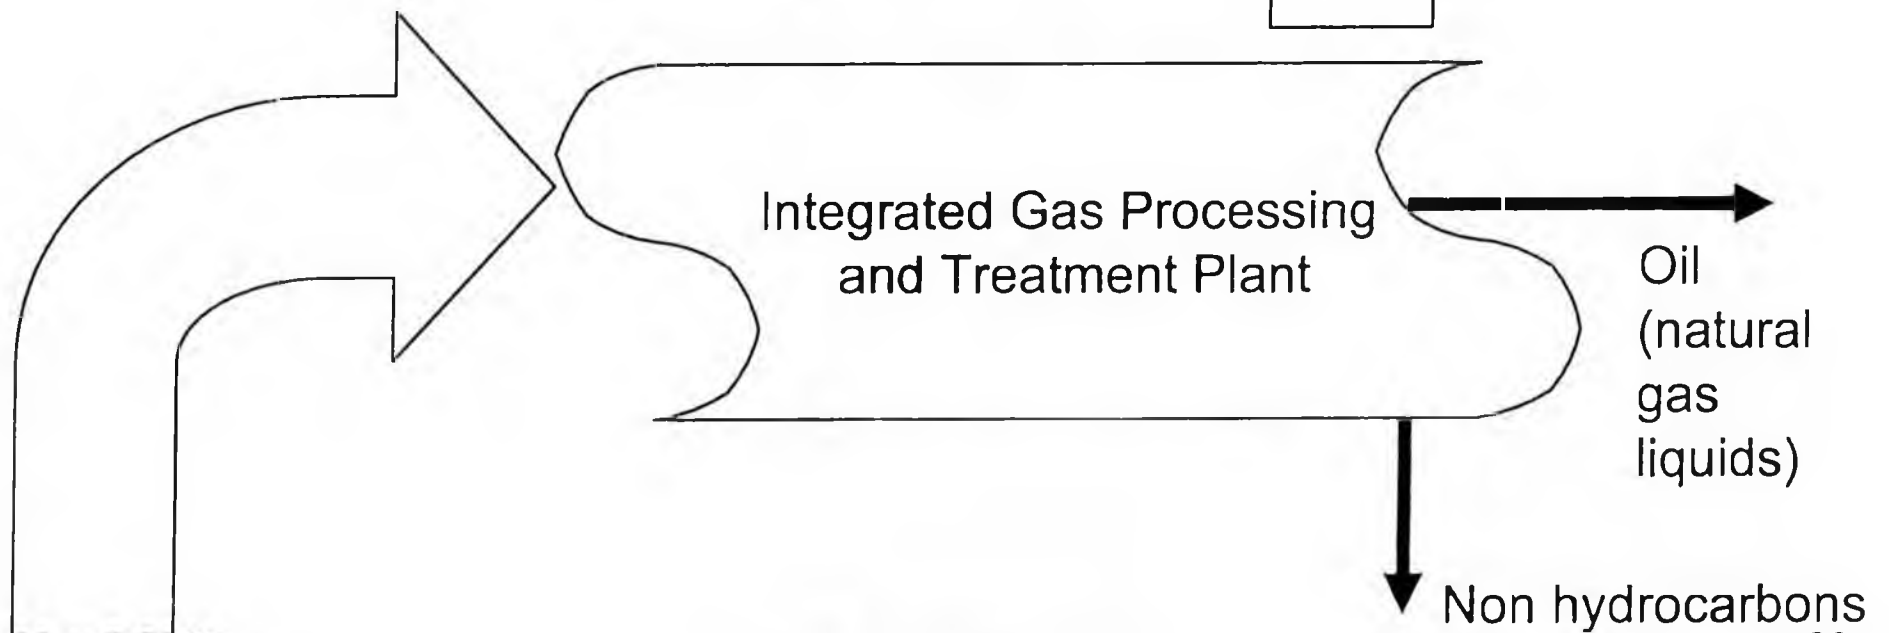 Integrated Gas Processing
and Treatment Plant
Oil
(natural
gas
liquids)
Non hydrocarbons